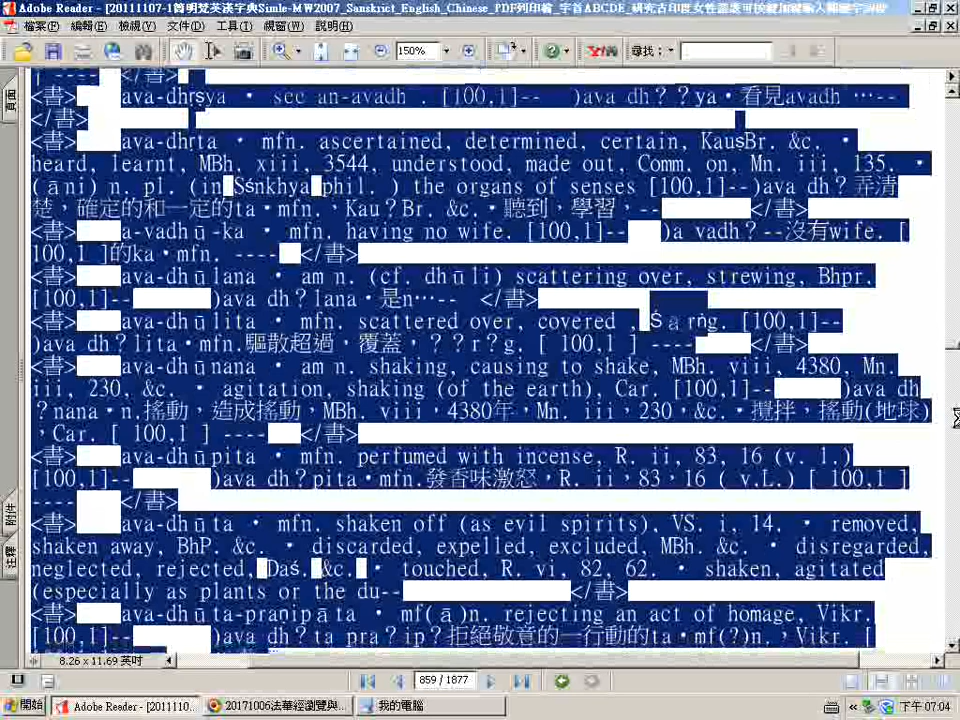 Adobe Reader - [20111107-1簡明梵英漢字典Simle-MW2007_Sanskrict_English_Chinese_PDF列印檔_字首ABCDE_研究古印度女性
檔案(F) 編輯(E) 檢視(V) 文件(D) 工具(T) 視窗(W) 說明(H)
150% 尋找：
頁面
附件
註釋
[ ---- </書>
<書> ava-dhṛṣya • see an-avadh . [100,1]-- )ava dh？？ya•看見avadh …--
</書>
<書> ava-dhṛta • mfn. ascertained, determined, certain, KauśBr. &c. •
heard, learnt, MBh. xiii, 3544, understood, made out, Comm. on, Mn. iii, 135. •
(āni) n. pl. (in Śśnkhya phil. ) the organs of senses [100,1]--)ava dh？弄清
楚，確定的和一定的ta•mfn.，Kau？Br. &c.•聽到，學習，-- </書>
<書> a-vadhū-ka • mfn. having no wife. [100,1]-- )a vadh？--沒有wife. [
100,1 ]的ka•mfn. ---- </書>
<書> ava-dhūlana • am n. (cf. dhūli) scattering over, strewing, Bhpr.
[100,1]-- )ava dh？lana•是n…-- </書>
<書> ava-dhūlita • mfn. scattered over, covered , Śārṅg. [100,1]--
)ava dh？lita•mfn.驅散超過，覆蓋，？？r？g. [ 100,1 ] ---- </書>
<書> ava-dhūnana • am n. shaking, causing to shake, MBh. viii, 4380, Mn.
iii, 230, &c. • agitation, shaking (of the earth), Car. [100,1]-- )ava dh
？nana•n.搖動，造成搖動，MBh. viii，4380年，Mn. iii，230，&c.•攪拌，搖動(地球)
，Car. [ 100,1 ] ---- </書>
<書> ava-dhūpita • mfn. perfumed with incense, R. ii, 83, 16 (v. l.)
[100,1]-- )ava dh？pita•mfn.發香味激怒，R. ii，83，16 ( v.L.) [ 100,1 ]
---- </書>
<書> ava-dhūta • mfn. shaken off (as evil spirits), VS. i, 14. • removed,
shaken away, BhP. &c. • discarded, expelled, excluded, MBh. &c. • disregarded,
neglected, rejected, Daś. &c. • touched, R. vi, 82, 62. • shaken, agitated
(especially as plants or the du-- </書>
<書> ava-dhūta-praṇipāta • mf(ā)n. rejecting an act of homage, Vikr.
[100,1]-- )ava dh？ta pra？ip？拒絕敬意的一行動的ta•mf(？)n.，Vikr. [
8.26 x 11.69 英吋
859 / 1877
開始 Adobe Reader - [2011110... 20171006法華經瀏覽與... 我的電腦 下午 07:04